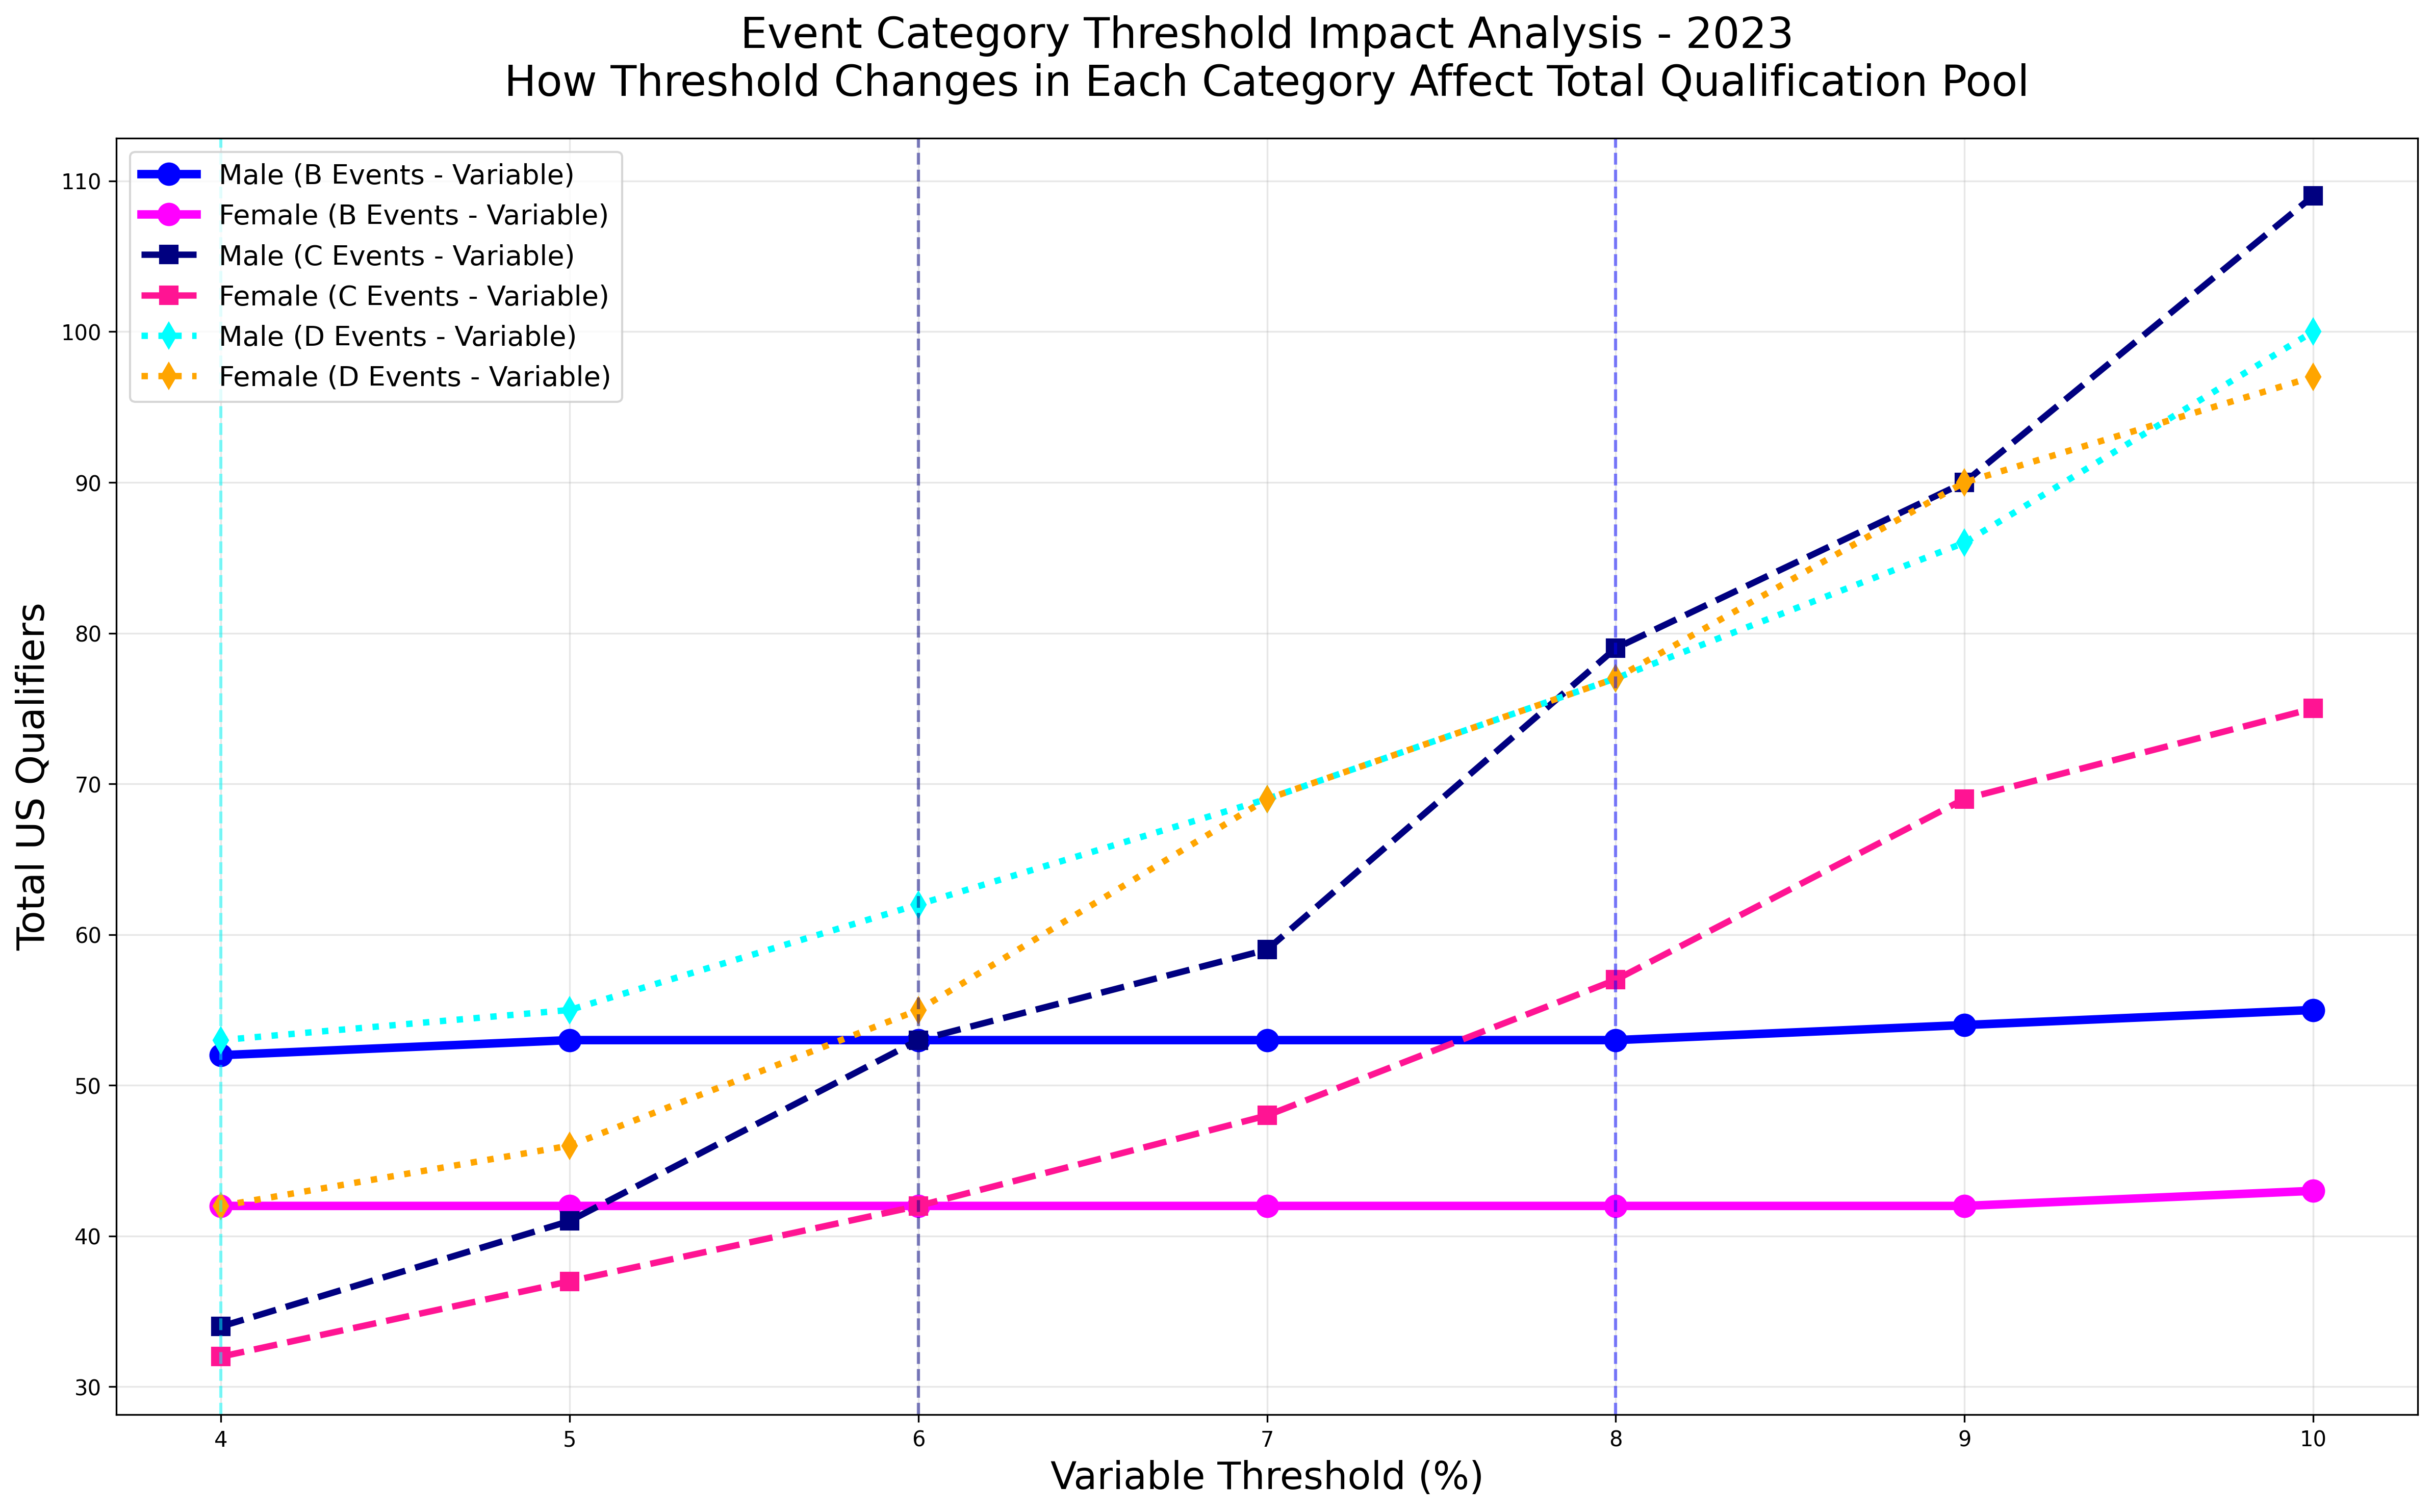 Event Category Threshold Impact Analysis - 2023
How Threshold Changes in Each Category Affect Total Qualification Pool
Male (B Events - Variable)
Female (B Events - Variable)
Male (C Events - Variable)
Female (C Events - Variable)
Male (D Events - Variable)
Female (D Events - Variable)
Total US Qualifiers
110
100
90
80
70
60
50
40
30
4
5
6
7
8
9
10
Variable Threshold (%)